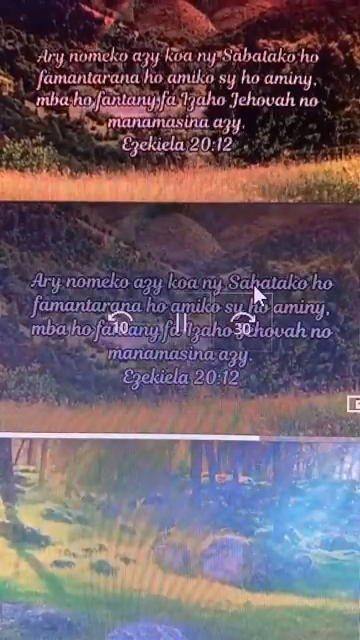 Ary nomeko azy koa ny Sabatako ho
famantarana ho amiko sy ho aminy,
mba ho fantany fa Izaho Jehovah no
manamasina azy.
Ezekiela 20:12
Ary nomeko azy koa ny Sabatako ho
famantarana ho amiko sy ho aminy,
10
30
mba ho fantany fa Izaho Jehovah no
manamasina azy.
Ezekiela 20:12